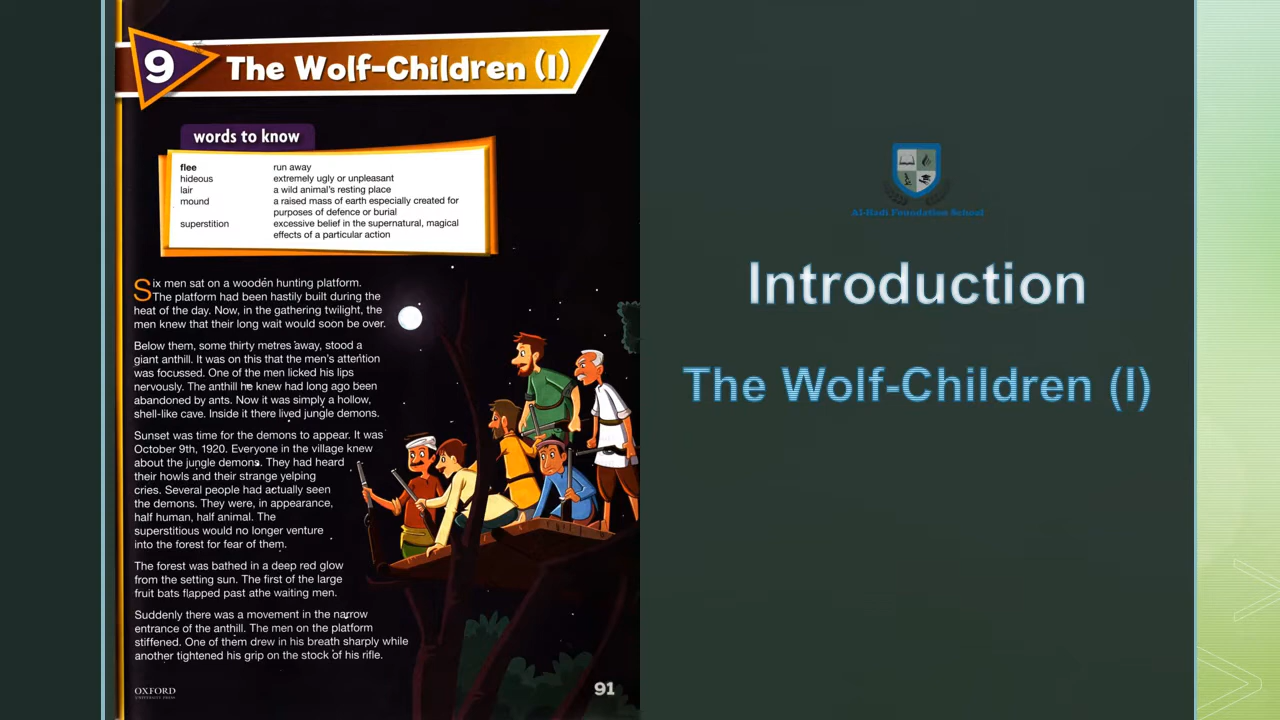 9
The Wolf-Children (I)
words to know
flee run away
hideous extremely ugly or unpleasant
lair a wild animal's resting place
mound a raised mass of earth especially created for
purposes of defence or burial
superstition excessive belief in the supernatural, magical
effects of a particular action
Six men sat on a wooden hunting platform.
The platform had been hastily built during the
heat of the day. Now, in the gathering twilight, the
men knew that their long wait would soon be over.
Below them, some thirty metres away, stood a
giant anthill. It was on this that the men's attention
was focussed. One of the men licked his lips
nervously. The anthill he knew had long ago been
abandoned by ants. Now it was simply a hollow,
shell-like cave. Inside it there lived jungle demons.
Sunset was time for the demons to appear. It was
October 9th, 1920. Everyone in the village knew
about the jungle demons. They had heard
their howls and their strange yelping
cries. Several people had actually seen
the demons. They were, in appearance,
half human, half animal. The
superstitious would no longer venture
into the forest for fear of them.
The forest was bathed in a deep red glow
from the setting sun. The first of the large
fruit bats flapped past athe waiting men.
Suddenly there was a movement in the narrow
entrance of the anthill. The men on the platform
stiffened. One of them drew in his breath sharply while
another tightened his grip on the stock of his rifle.
OXFORD
UNIVERSITY PRESS
91
Al-Hadi Foundation School
Introduction
The Wolf-Children (I)